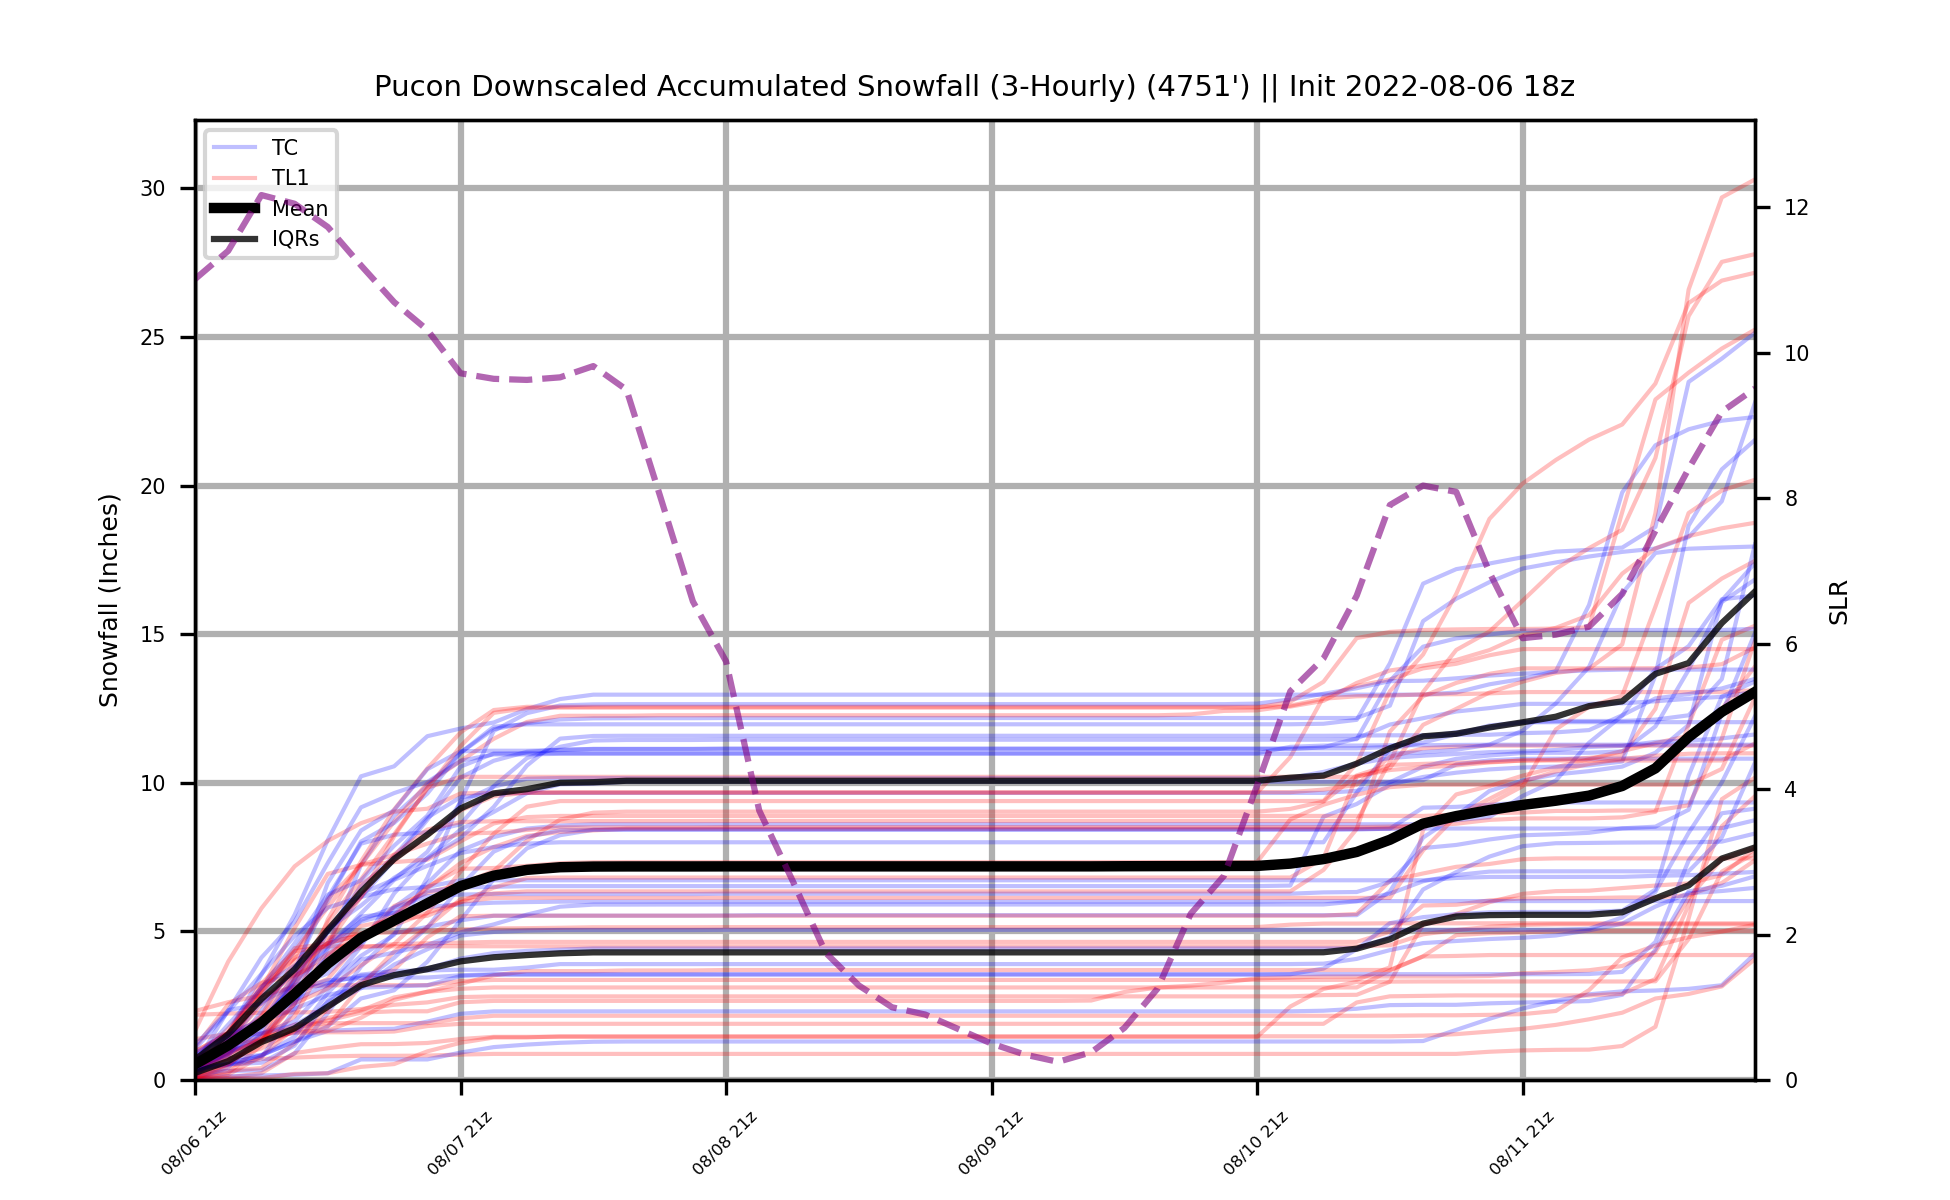 Pucon Downscaled Accumulated Snowfall (3-Hourly) (4751') || Init 2022-08-06 18z
TC
TL1
Mean
IQRs
Snowfall (Inches)
30
25
20
15
10
5
0
12
10
8
6
4
2
0
SLR
08/06 21z
08/07 21z
08/08 21z
08/09 21z
08/10 21z
08/11 21z